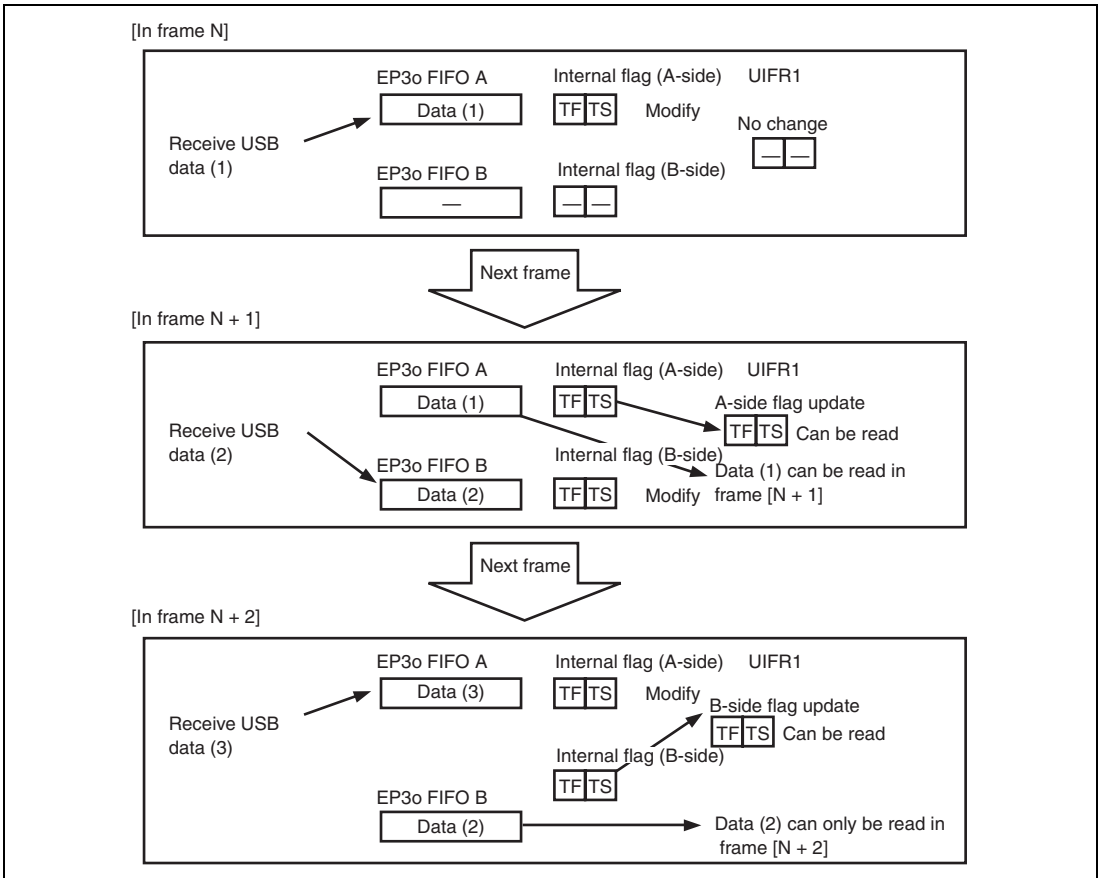 [In frame N]
EP3o FIFO A
Internal flag (A-side)
UIFR1
Data (1)
TF TS
Modify
No change
— —
Receive USB
data (1)
EP3o FIFO B
Internal flag (B-side)
—
— —
Next frame
[In frame N + 1]
EP3o FIFO A
Internal flag (A-side)
UIFR1
Data (1)
TF TS
A-side flag update
TF TS
Can be read
Receive USB
data (2)
EP3o FIFO B
Internal flag (B-side)
Data (2)
TF TS
Modify
Data (1) can be read in
frame [N + 1]
Next frame
[In frame N + 2]
EP3o FIFO A
Internal flag (A-side)
UIFR1
Data (3)
TF TS
Modify
B-side flag update
TF TS
Can be read
Receive USB
data (3)
Internal flag (B-side)
TF TS
EP3o FIFO B
Data (2)
Data (2) can only be read in
frame [N + 2]